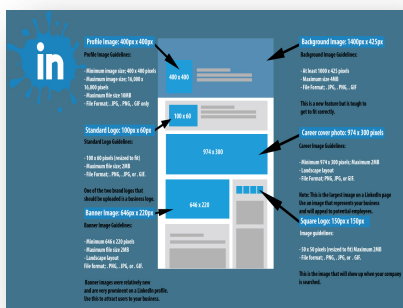 in
Profile Image: 400px x 400px
Profile Image Guidelines:
- Minimum image size; 400 x 400 pixels
- Maximum image size: 16,000 x
16,000 pixels
- Maximum file size 10MB
- File Format; .JPG, .PNG, .GIF only
Standard Logo: 100px x 60px
Standard Logo Guidelines:
- 100 x 60 pixels (resized to fit)
- Maximum file size 2MB
- File Format; .PNG, .JPG, or .GIF.
One of the two brand logos that
should be uploaded is a business logo.
Banner Image: 646px x 220px
Banner Image Guidelines:
- Minimum 646 x 220 pixels
- Maximum file size 2MB
- Landscape layout
File format; .PNG, .JPG, or .GIF.
Banner images were relatively new
and are very prominent on a LinkedIn profile.
Use this to attract users to your business.
400 x 400
100 x 60
974 x 300
646 x 220
Background Image: 1400px x 425px
Background Image Guidelines:
- At least 1000 x 425 pixels
- Maximum size 4MB
- File Format; .JPG, .PNG, .GIF
This is a new feature but is tough to
get to fit correctly.
Career cover photo: 974 x 300 pixels
Career Image Guidelines:
- Minimum 974 x 300 pixels; Maximum 2MB
- Landscape layout
- File format; PNG, JPG, or GIF.
Note: This is the largest image on a LinkedIn page
Use an image that represents your business
and will appeal to potential employees.
Square Logo: 150px x 150px
Image guidelines:
- 50 x 50 pixels (resized to fit) Maximum 2MB
- File format; .PNG, .JPG, or .GIF.
This is the image that will show up when your company
is searched.